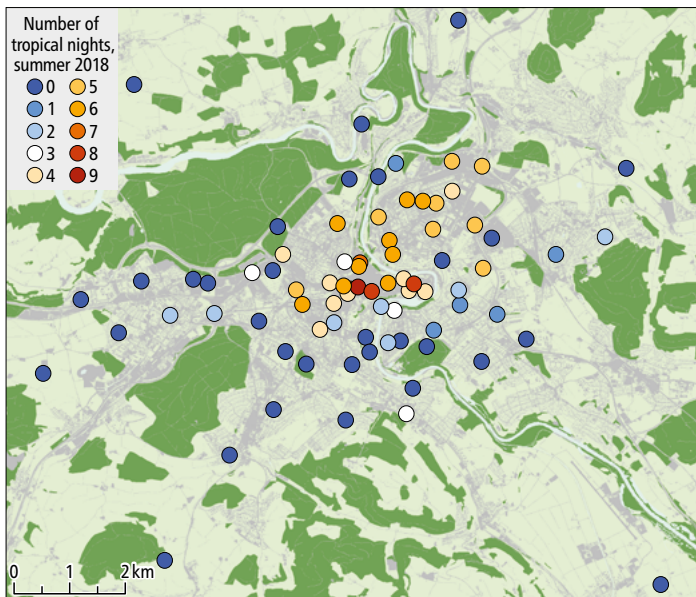 Number of
tropical nights,
summer 2018
0 5
1 6
2 7
3 8
4 9
0 1 2 km